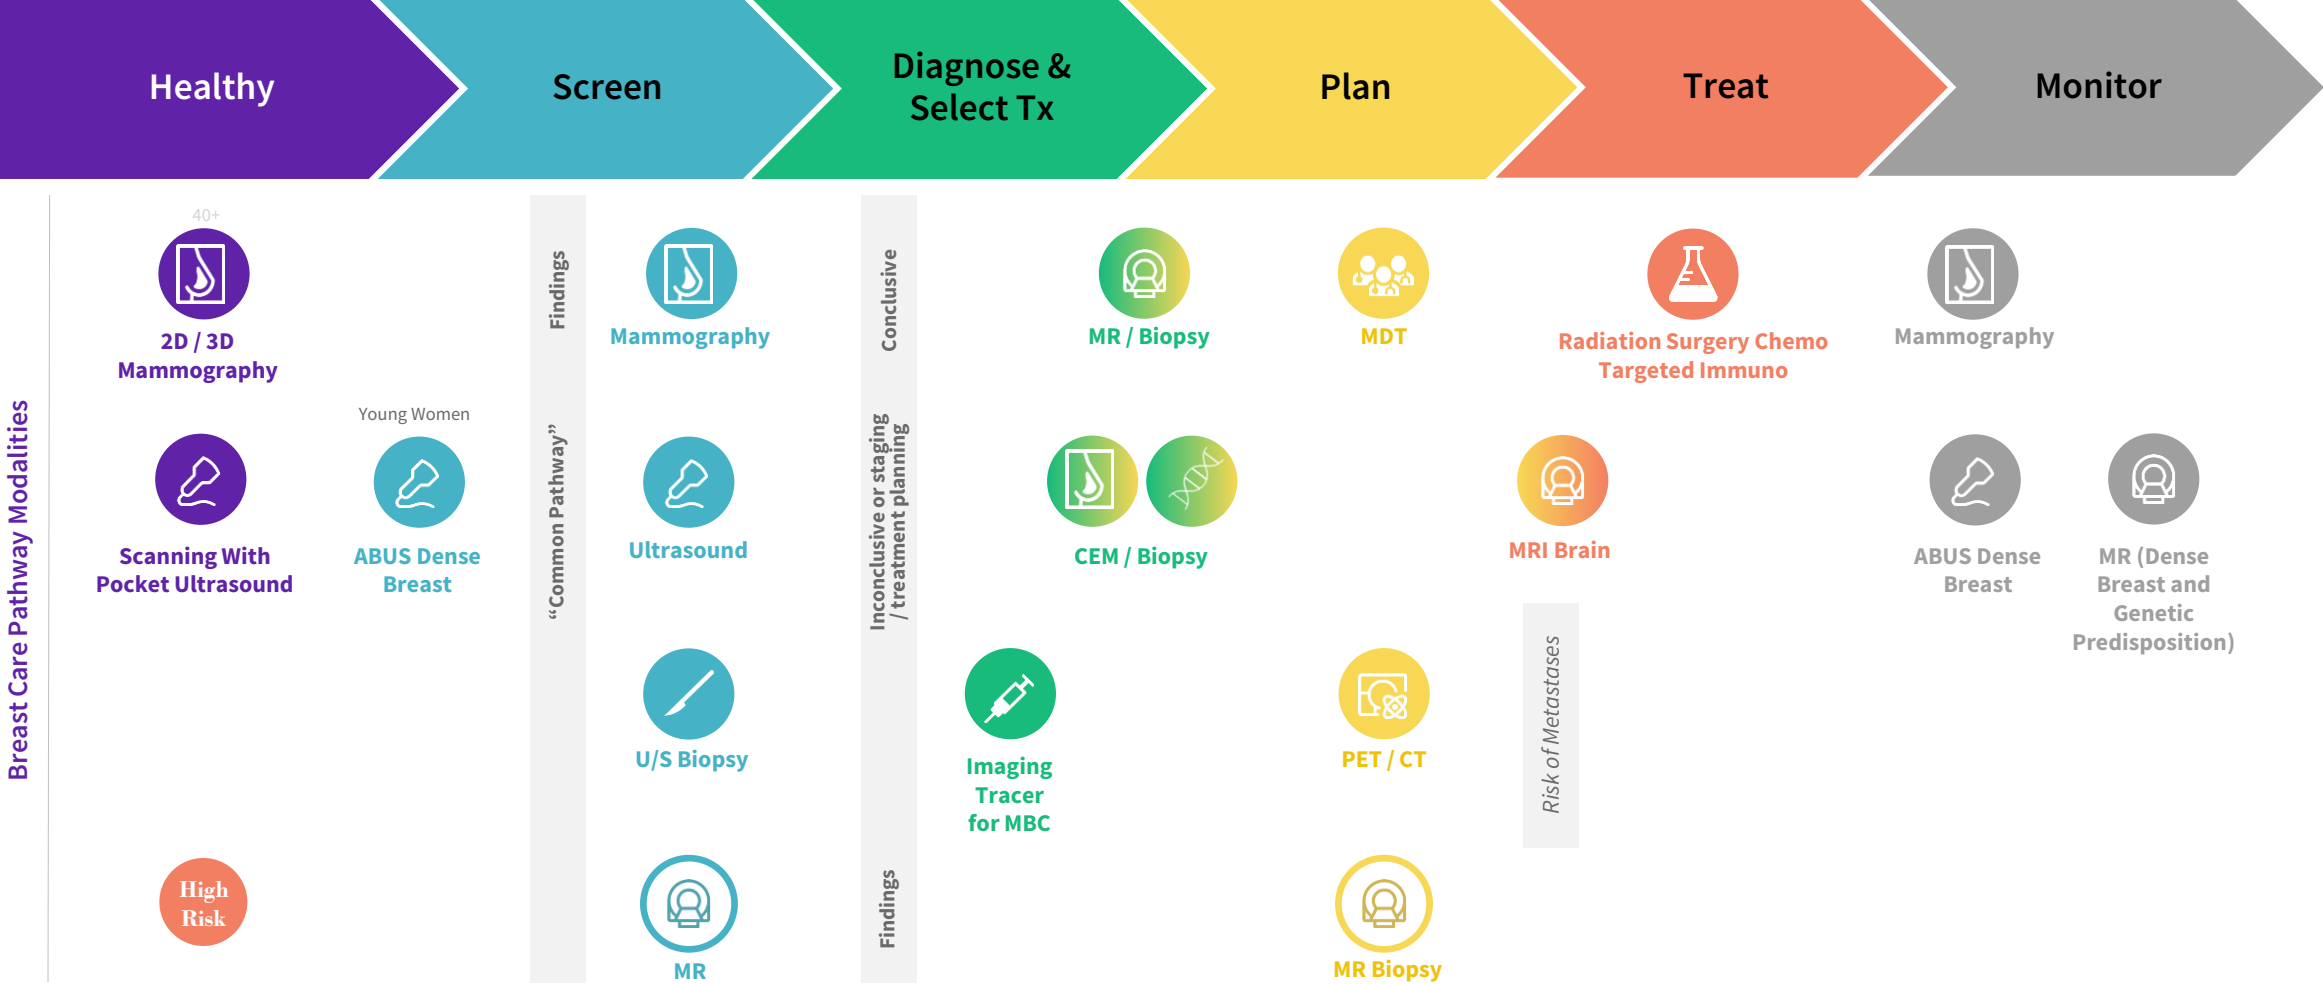 Healthy
Screen
Diagnose &
Select Tx
Plan
Treat
Monitor
Breast Care Pathway Modalities
40+
2D / 3D
Mammography
Findings
Mammography
Conclusive
MR / Biopsy
MDT
Radiation Surgery Chemo
Targeted Immuno
Mammography
Scanning With
Pocket Ultrasound
Young Women
ABUS Dense
Breast
“Common Pathway”
Ultrasound
Inconclusive or staging
/ treatment planning
CEM / Biopsy
MRI Brain
ABUS Dense
Breast
MR (Dense
Breast and
Genetic
Predisposition)
U/S Biopsy
Imaging
Tracer
for MBC
PET / CT
Risk of Metastases
High
Risk
MR
Findings
MR Biopsy